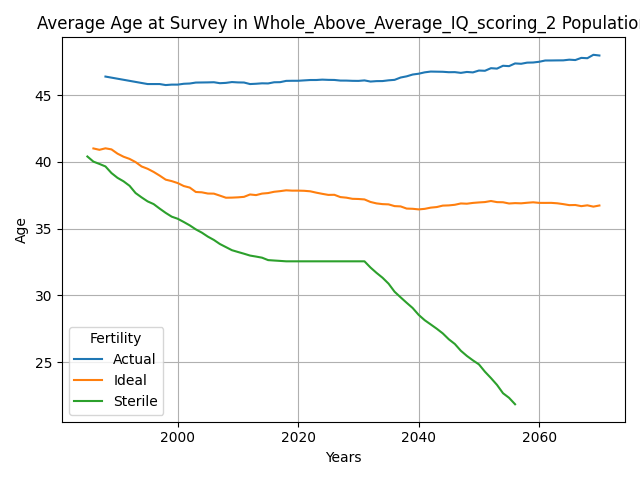 Average Age at Survey in Whole_Above_Average_IQ_scoring_2 Population
Age
45
40
35
30
25
Fertility
Actual
Ideal
Sterile
2000 2020 2040 2060
Years